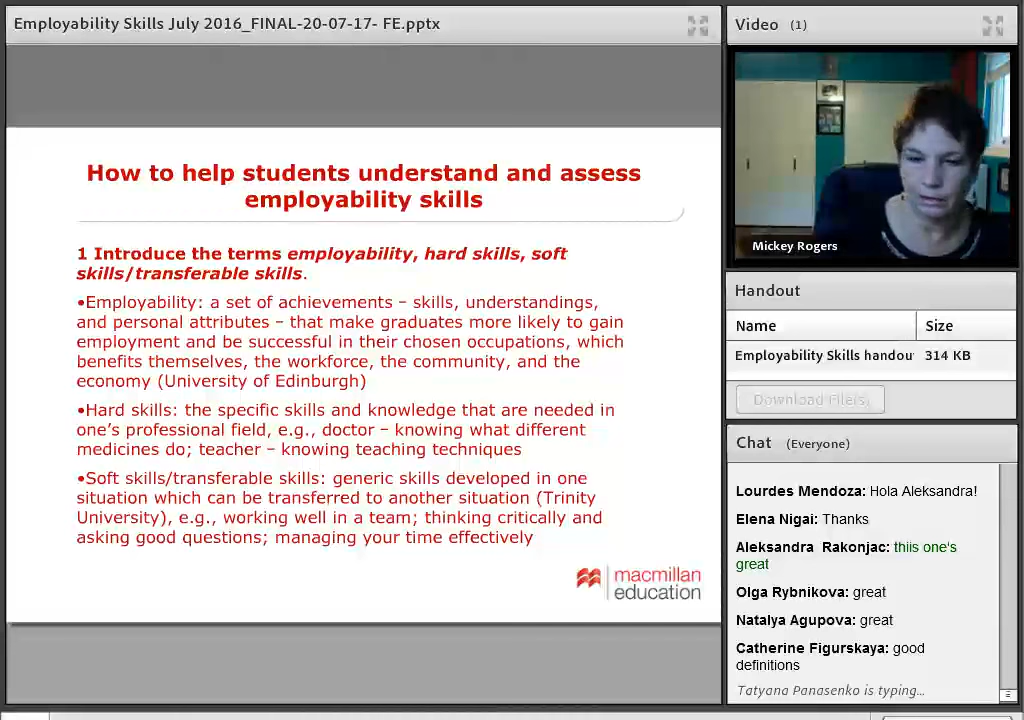 Employability Skills July 2016_FINAL-20-07-17- FE.pptx
How to help students understand and assess
employability skills
1 Introduce the terms employability, hard skills, soft
skills/transferable skills.
•Employability: a set of achievements – skills, understandings,
and personal attributes – that make graduates more likely to gain
employment and be successful in their chosen occupations, which
benefits themselves, the workforce, the community, and the
economy (University of Edinburgh)
•Hard skills: the specific skills and knowledge that are needed in
one's professional field, e.g., doctor – knowing what different
medicines do; teacher – knowing teaching techniques
•Soft skills/transferable skills: generic skills developed in one
situation which can be transferred to another situation (Trinity
University), e.g., working well in a team; thinking critically and
asking good questions; managing your time effectively
macmillan
education
Video (1)
Mickey Rogers
Handout
Name Size
Employability Skills handou 314 KB
Download File(s)
Chat (Everyone)
Lourdes Mendoza: Hola Aleksandra!
Elena Nigai: Thanks
Aleksandra Rakonjac: thiis one's
great
Olga Rybnikova: great
Natalya Agupova: great
Catherine Figurskaya: good
definitions
Tatyana Panasenko is typing...